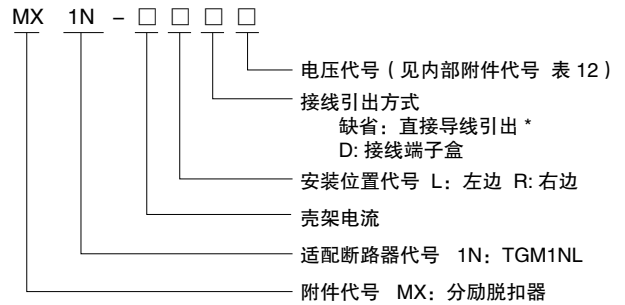 MX 1N – □ □ □ □
电压代号（见内部附件代号 表 12）
接线引出方式
缺省：直接导线引出 *
D: 接线端子盒
安装位置代号 L：左边 R: 右边
壳架电流
适配断路器代号 1N：TGM1NL
附件代号 MX：分励脱扣器